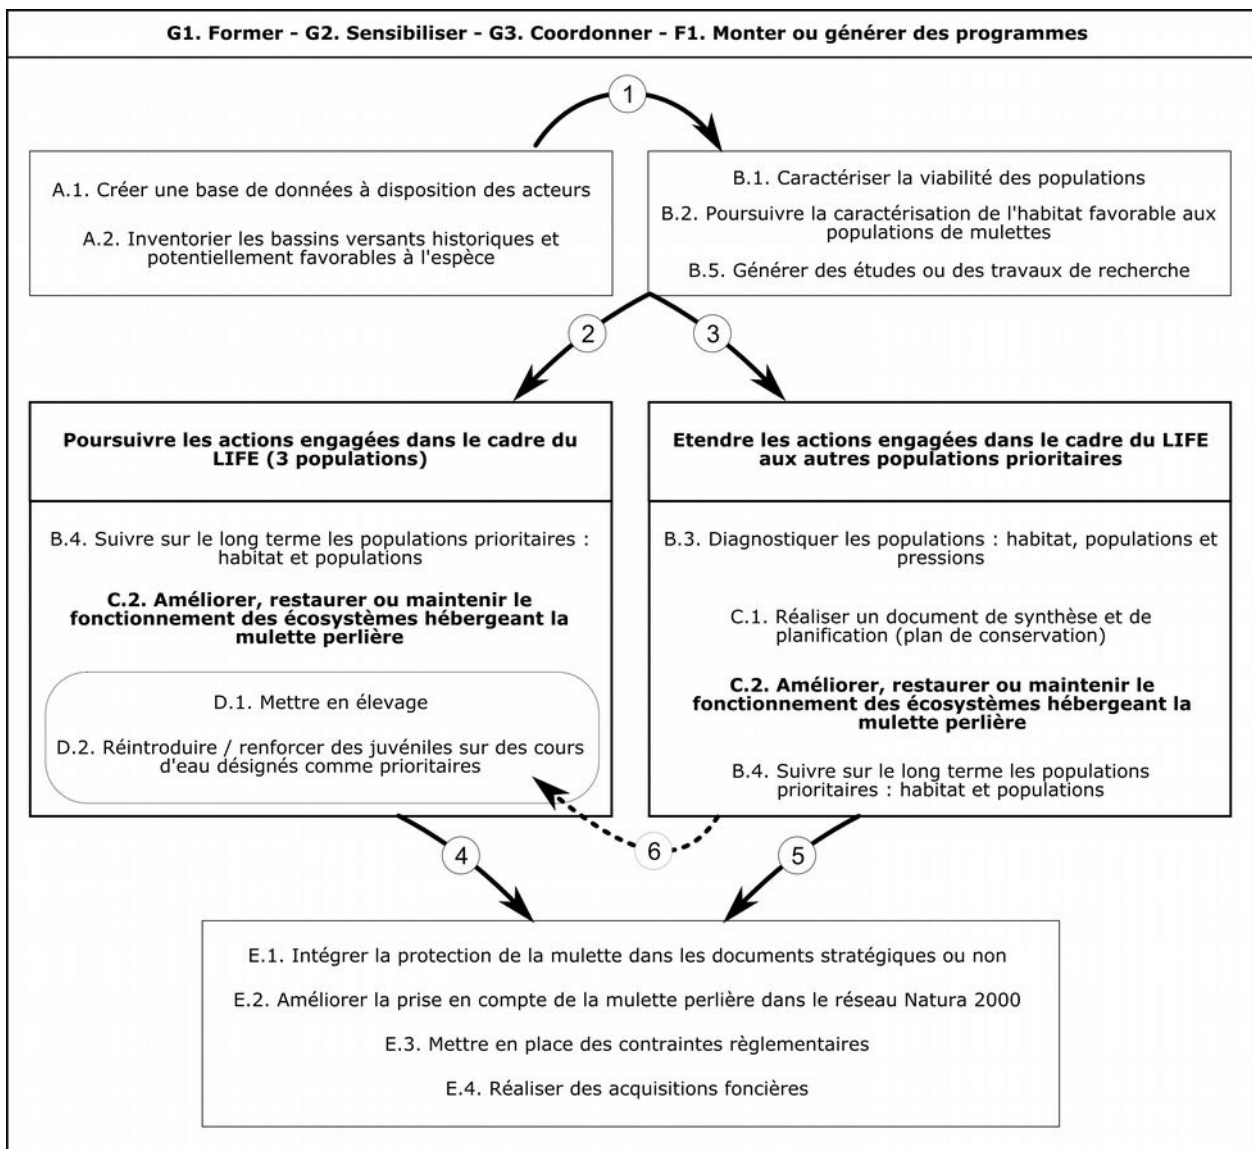 G1. Former - G2. Sensibiliser - G3. Coordonner - F1. Monter ou générer des programmes
1
A.1. Créer une base de données à disposition des acteurs
A.2. Inventorier les bassins versants historiques et
potentiellement favorables à l'espèce
B.1. Caractériser la viabilité des populations
B.2. Poursuivre la caractérisation de l'habitat favorable aux
populations de mulettes
B.5. Générer des études ou des travaux de recherche
2
3
Poursuivre les actions engagées dans le cadre du
LIFE (3 populations)
B.4. Suivre sur le long terme les populations prioritaires :
habitat et populations
C.2. Améliorer, restaurer ou maintenir le
fonctionnement des écosystèmes hébergeant la
mulette perlière
D.1. Mettre en élevage
D.2. Réintroduire / renforcer des juvéniles sur des cours
d'eau désignés comme prioritaires
Etendre les actions engagées dans le cadre du LIFE
aux autres populations prioritaires
B.3. Diagnostiquer les populations : habitat, populations et
pressions
C.1. Réaliser un document de synthèse et de
planification (plan de conservation)
C.2. Améliorer, restaurer ou maintenir le
fonctionnement des écosystèmes hébergeant la
mulette perlière
B.4. Suivre sur le long terme les populations
prioritaires : habitat et populations
4
6
5
E.1. Intégrer la protection de la mulette dans les documents stratégiques ou non
E.2. Améliorer la prise en compte de la mulette perlière dans le réseau Natura 2000
E.3. Mettre en place des contraintes règlementaires
E.4. Réaliser des acquisitions foncières